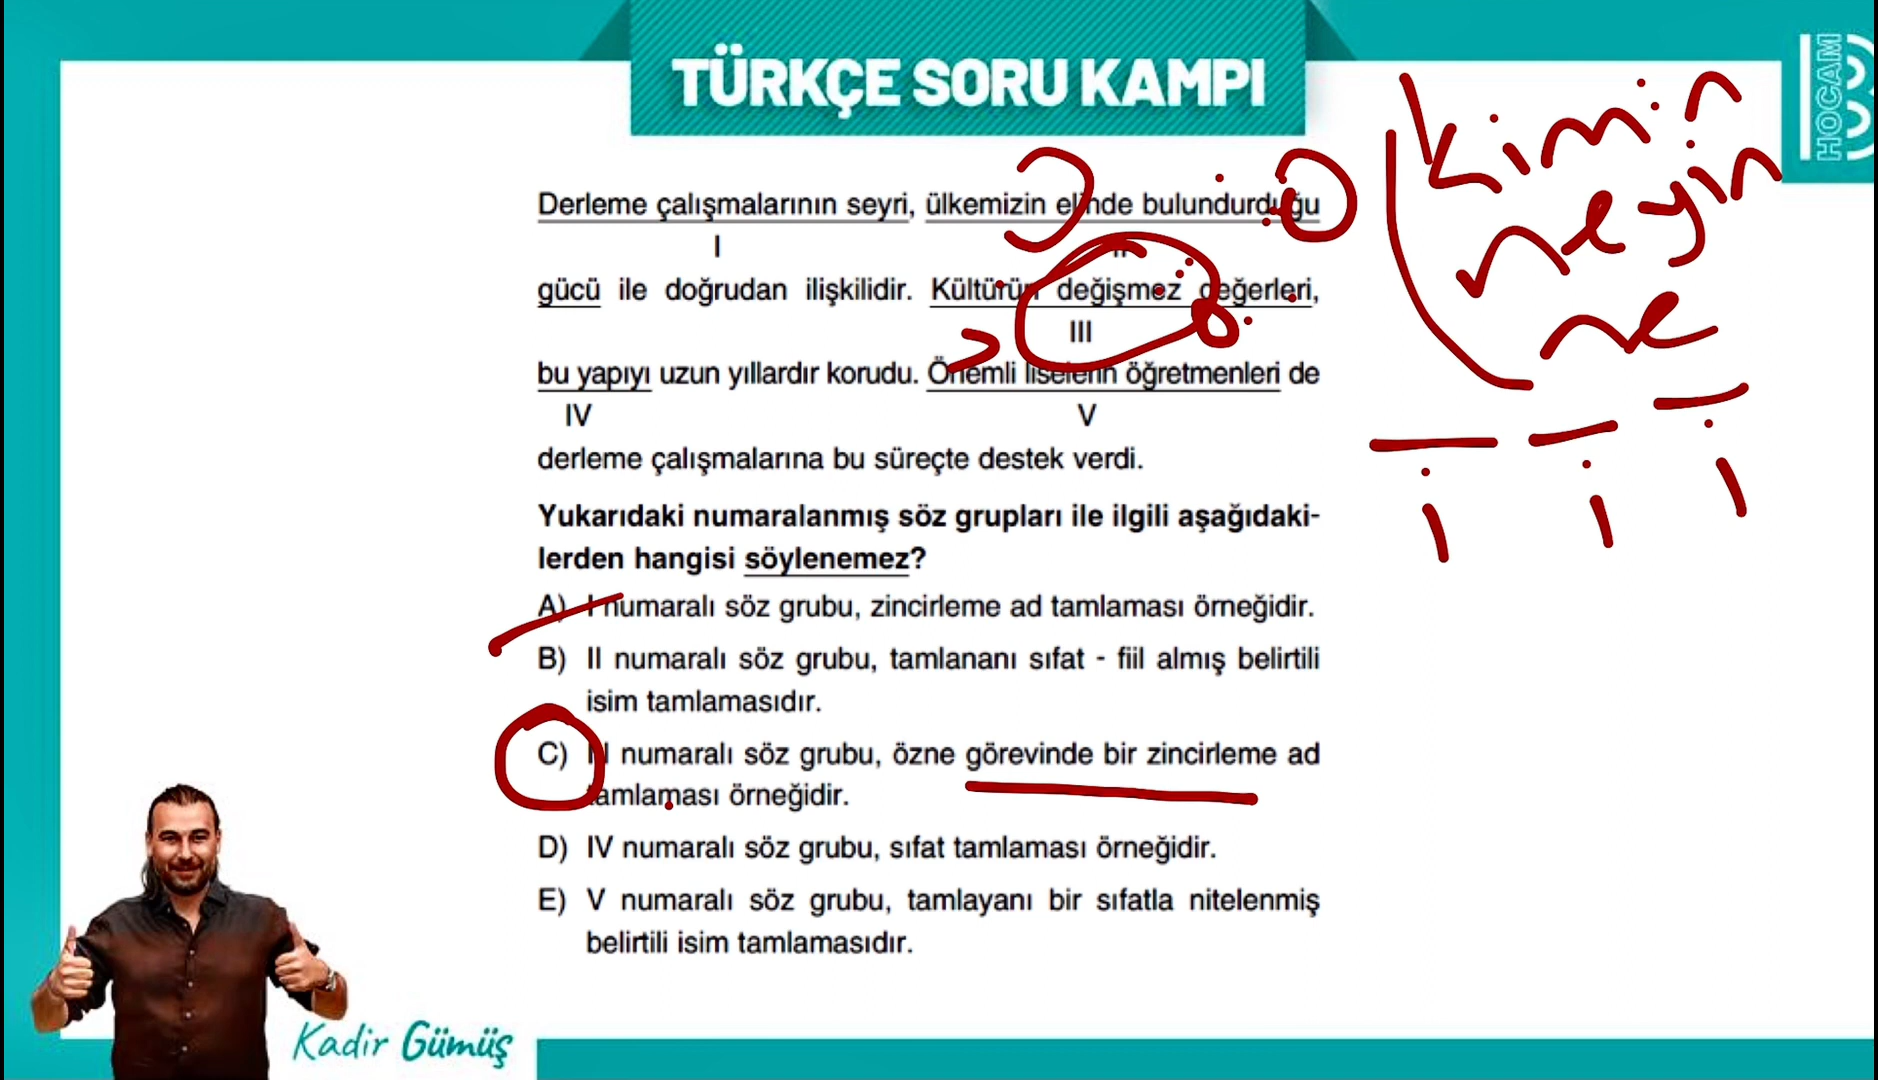 TÜRKÇE SORU KAMPI
HOCAM
kimin
neyin
ne
Derleme çalışmalarının seyri, ülkemizin elinde bulundurduğu
I II
gücü ile doğrudan ilişkilidir. Kültürün değişmez değerleri,
III
bu yapıyı uzun yıllardır korudu. Önemli liselerin öğretmenleri de
IV V
derleme çalışmalarına bu süreçte destek verdi.
Yukarıdaki numaralanmış söz grupları ile ilgili aşağıdaki-
lerden hangisi söylenemez?
A) I numaralı söz grubu, zincirleme ad tamlaması örneğidir.
B) II numaralı söz grubu, tamlananı sıfat - fiil almış belirtili
isim tamlamasıdır.
C) III numaralı söz grubu, özne görevinde bir zincirleme ad
tamlaması örneğidir.
D) IV numaralı söz grubu, sıfat tamlaması örneğidir.
E) V numaralı söz grubu, tamlayanı bir sıfatla nitelenmiş
belirtili isim tamlamasıdır.
i i i
Kadir Gümüş